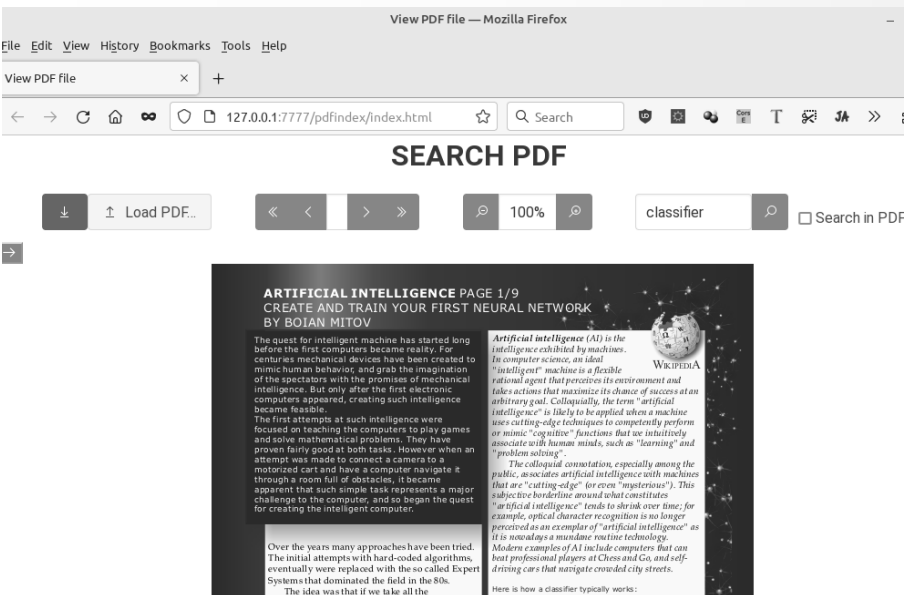 View PDF file — Mozilla Firefox
File Edit View History Bookmarks Tools Help
View PDF file
127.0.0.1:7777/pdfindex/index.html
Search
SEARCH PDF
Load PDF...
100%
classifier
Search in PDF
ARTIFICIAL INTELLIGENCE PAGE 1/9
CREATE AND TRAIN YOUR FIRST NEURAL NETWORK
BY BOIAN MITOV
The quest for intelligent machine has started long
before the first computers became reality. For
centuries mechanical devices have been created to
mimic human behavior, and grab the imagination
of the spectators with the promises of mechanical
intelligence. But only after the first electronic
computers appeared, creating such intelligence
became feasible.
The first attempts at such intelligence were
focused on teaching the computers to play games
and solve mathematical problems. They have
proven fairly good at both tasks. However when an
attempt was made to connect a camera to a
motorized cart and have a computer navigate it
through a room full of obstacles, it became
apparent that such simple task represents a major
challenge to the computer, and so began the quest
for creating the intelligent computer.
Over the years many approaches have been tried.
The initial attempts with hard-coded algorithms,
eventually were replaced with the so called Expert
Systems that dominated the field in the 80s.
The idea was that if we take all the
Artificial intelligence (AI) is the
intelligence exhibited by machines.
In computer science, an ideal
"intelligent" machine is a flexible
rational agent that perceives its environment and
takes actions that maximize its chance of success at an
arbitrary goal. Colloquially, the term "artificial
intelligence" is likely to be applied when a machine
uses cutting-edge techniques to competently perform
or mimic "cognitive" functions that we intuitively
associate with human minds, such as "learning" and
"problem solving".
The colloquial connotation, especially among the
public, associates artificial intelligence with machines
that are "cutting-edge" (or even "mysterious"). This
subjective borderline around what constitutes
"artificial intelligence" tends to shrink over time; for
example, optical character recognition is no longer
perceived as an exemplar of "artificial intelligence" as
it is nowadays a mundane routine technology.
Modern examples of AI include computers that can
beat professional players at Chess and Go, and self-
driving cars that navigate crowded city streets.
Here is how a classifier typically works:
WIKIPEDIA